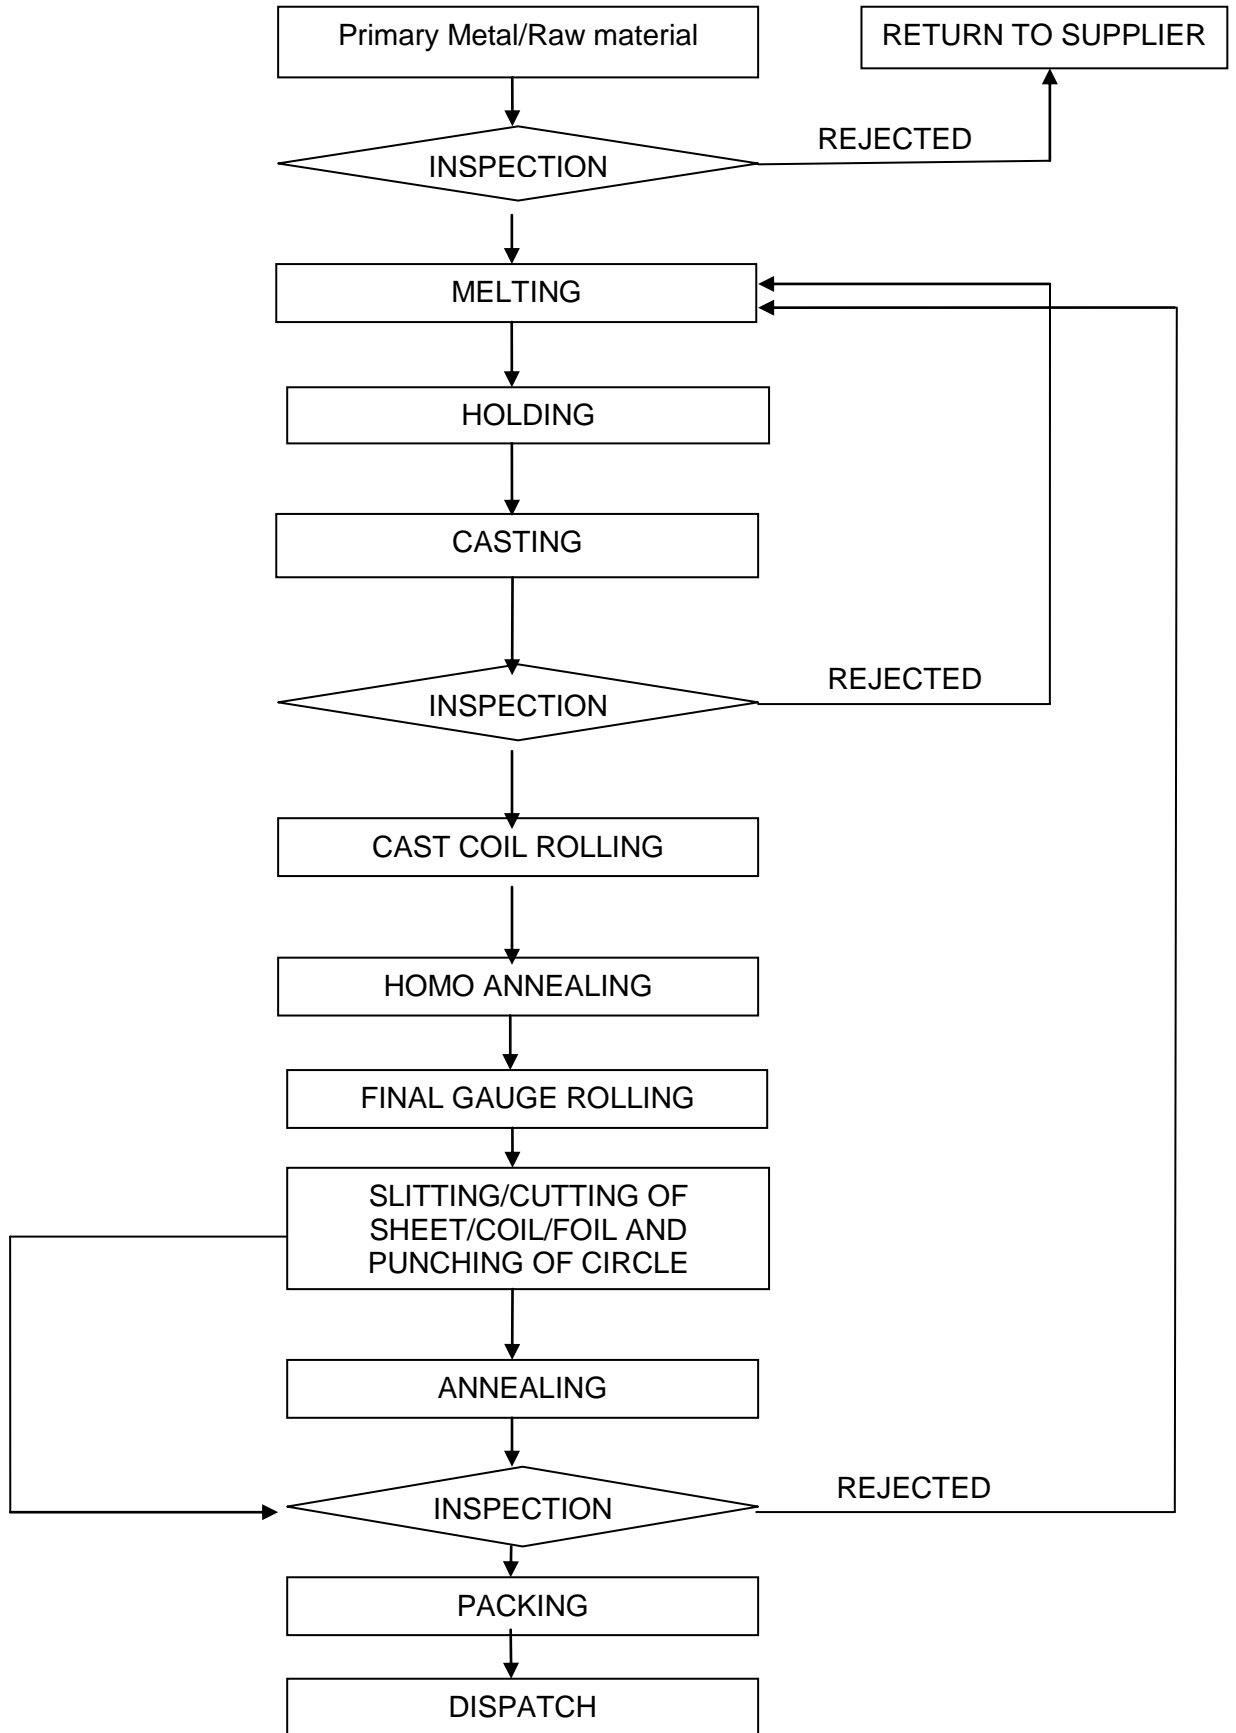 Primary Metal/Raw material
RETURN TO SUPPLIER
REJECTED
INSPECTION
MELTING
HOLDING
CASTING
REJECTED
INSPECTION
CAST COIL ROLLING
HOMO ANNEALING
FINAL GAUGE ROLLING
SLITTING/CUTTING OF
SHEET/COIL/FOIL AND
PUNCHING OF CIRCLE
ANNEALING
REJECTED
INSPECTION
PACKING
DISPATCH